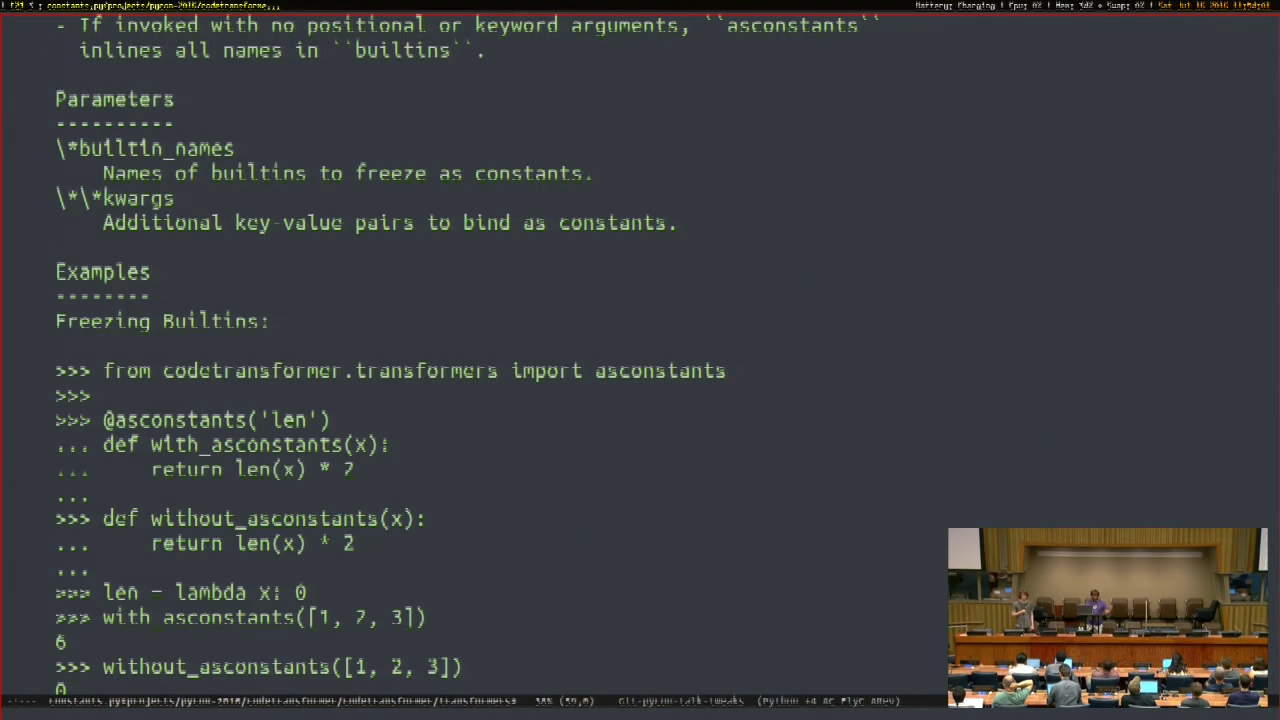 constants.py
- If invoked with no positional or keyword arguments, ``asconstants``
inlines all names in ``builtins``.
Parameters
----------
\*builtin_names
Names of builtins to freeze as constants.
\*\*kwargs
Additional key-value pairs to bind as constants.
Examples
--------
Freezing Builtins:
>>> from codetransformer.transformers import asconstants
>>>
>>> @asconstants('len')
... def with_asconstants(x):
...     return len(x) * 2
...
>>> def without_asconstants(x):
...     return len(x) * 2
...
>>> len = lambda x: 0
>>> with_asconstants([1, 2, 3])
6
>>> without_asconstants([1, 2, 3])
0